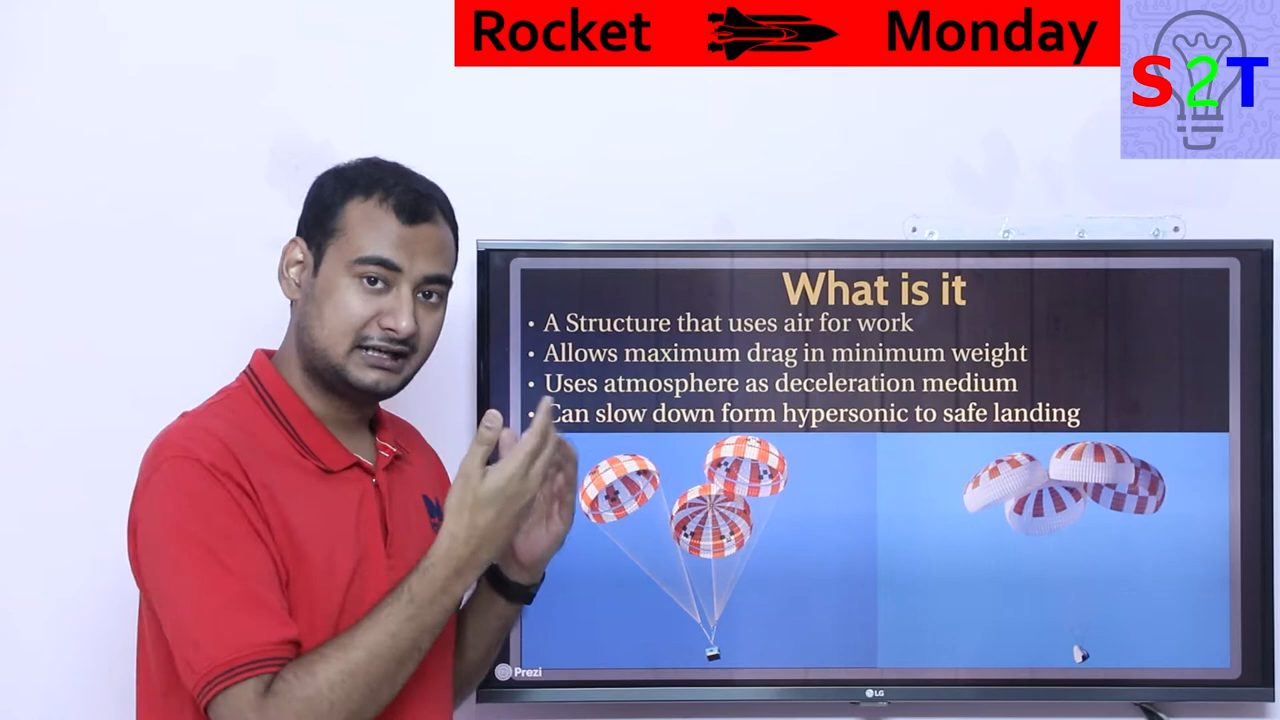 Rocket Monday
S2T
What is it
• A Structure that uses air for work
• Allows maximum drag in minimum weight
• Uses atmosphere as deceleration medium
• Can slow down form hypersonic to safe landing
Prezi
LG